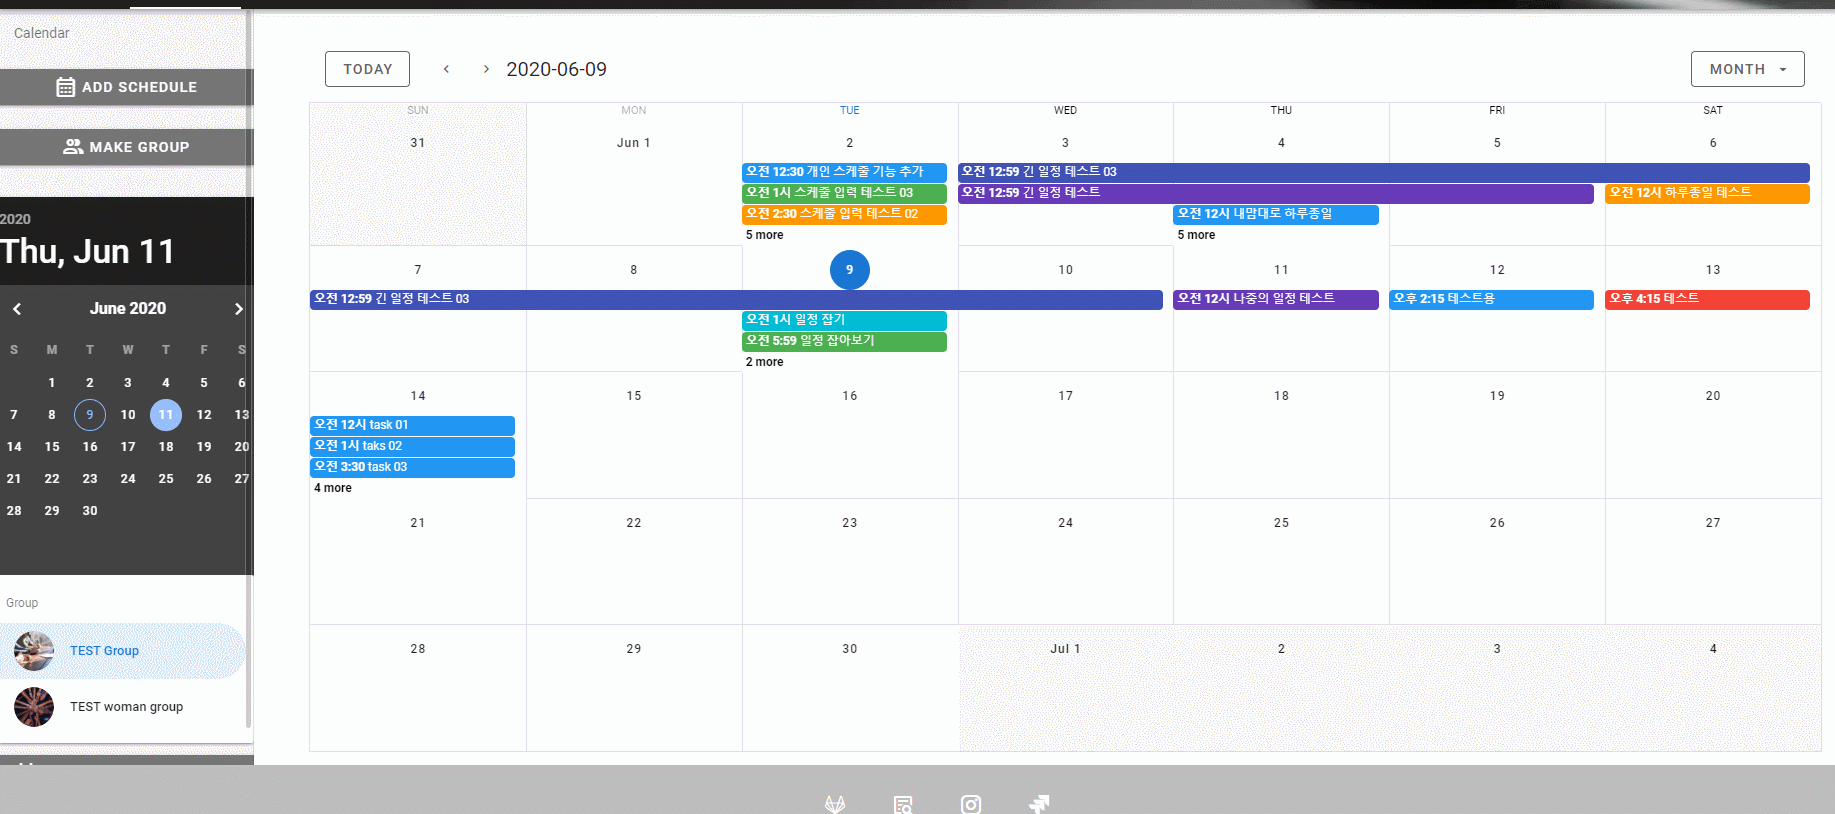 Calendar
ADD SCHEDULE
MAKE GROUP
2020
Thu, Jun 11
June 2020
S M T W T F S
1 2 3 4 5 6
7 8 9 10 11 12 13
14 15 16 17 18 19 20
21 22 23 24 25 26 27
28 29 30
Group
TEST Group
TEST woman group
TODAY 2020-06-09 MONTH
SUN MON TUE WED THU FRI SAT
31 Jun 1 2 3 4 5 6
오전 12:30 개인 스케줄 기능 추가 오전 12:59 긴 일정 테스트 03
오전 1시 스케줄 입력 테스트 03 오전 12:59 긴 일정 테스트 오전 12시 하루종일 테스트
오전 2:30 스케줄 입력 테스트 02 오전 12시 내맘대로 하루종일
5 more 5 more
7 8 9 10 11 12 13
오전 12:59 긴 일정 테스트 03 오전 12시 나중의 일정 테스트 오후 2:15 테스트용 오후 4:15 테스트
오전 1시 일정 잡기
오전 5:59 일정 잡아보기
2 more
14 15 16 17 18 19 20
오전 12시 task 01
오전 1시 taks 02
오전 3:30 task 03
4 more
21 22 23 24 25 26 27
28 29 30 Jul 1 2 3 4